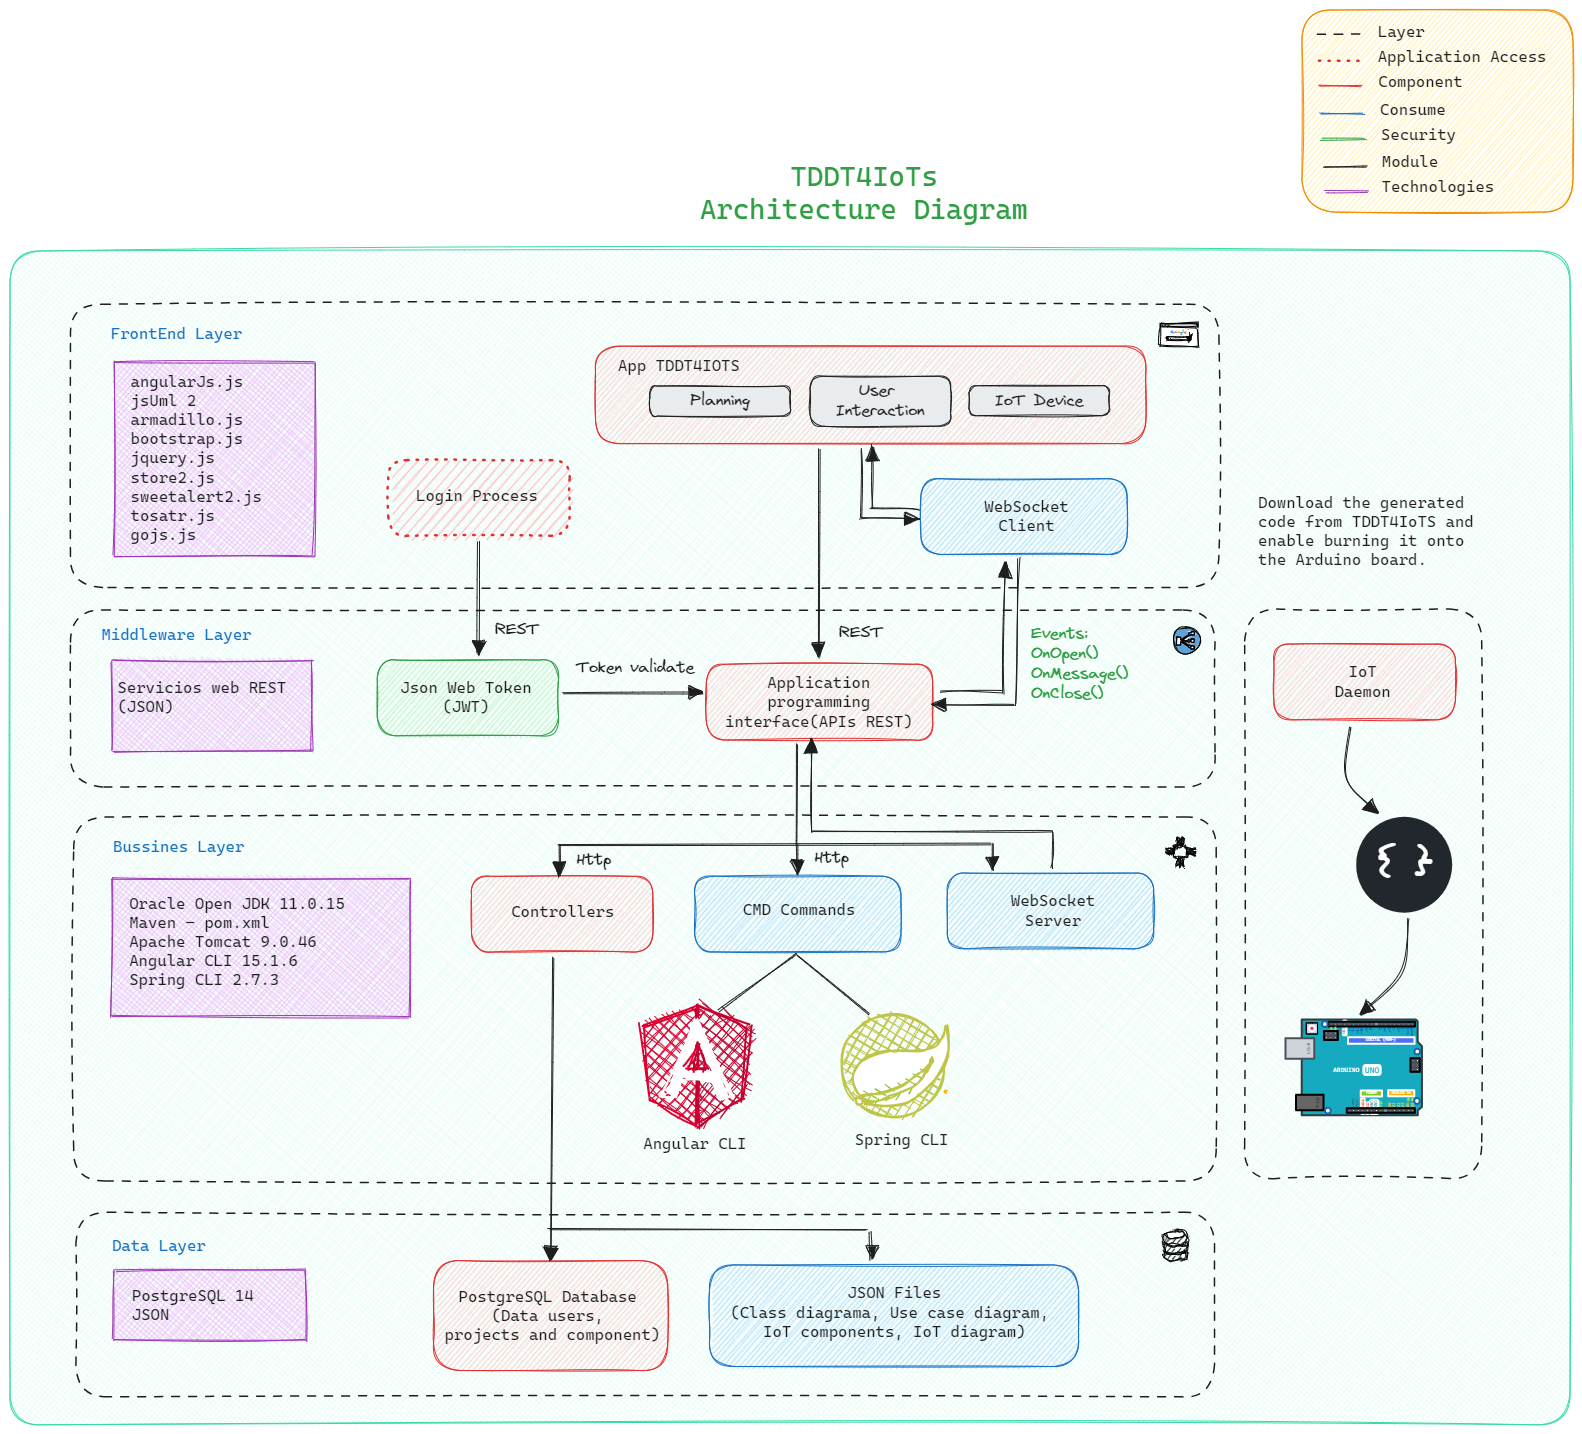 Layer
Application Access
Component
Consume
Security
Module
Technologies
TDDT4IoTs
Architecture Diagram
FrontEnd Layer
angularJs.js
jsUml 2
armadillo.js
bootstrap.js
jquery.js
store2.js
sweetalert2.js
tosatr.js
gojs.js
App TDDT4IOTS
Planning
User
Interaction
IoT Device
Login Process
WebSocket
Client
Download the generated
code from TDDT4IoTS and
enable burning it onto
the Arduino board.
Middleware Layer
Servicios web REST
(JSON)
REST
Json Web Token
(JWT)
Token validate
REST
Application
programming
interface(APIs REST)
Events:
OnOpen()
OnMessage()
OnClose()
IoT
Daemon
{ }
Bussines Layer
Oracle Open JDK 11.0.15
Maven – pom.xml
Apache Tomcat 9.0.46
Angular CLI 15.1.6
Spring CLI 2.7.3
Http
Http
Controllers
CMD Commands
WebSocket
Server
Angular CLI
Spring CLI
ARDUINO UNO
Data Layer
PostgreSQL 14
JSON
PostgreSQL Database
(Data users,
projects and component)
JSON Files
(Class diagrama, Use case diagram,
IoT components, IoT diagram)